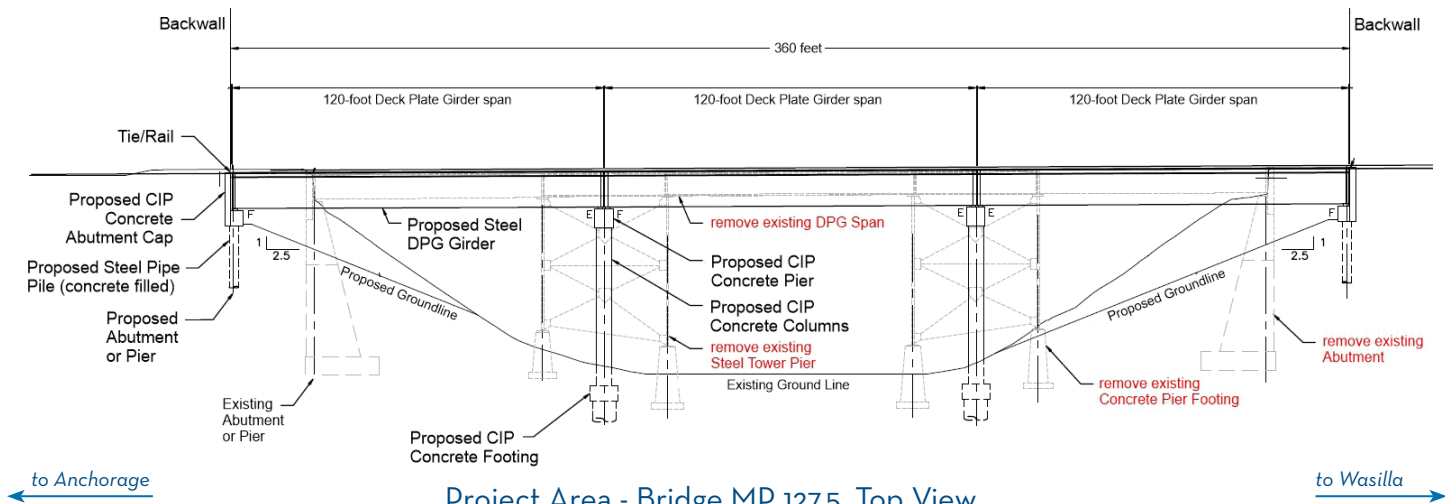 Backwall
Backwall
360 feet
120-foot Deck Plate Girder span
120-foot Deck Plate Girder span
120-foot Deck Plate Girder span
Tie/Rail
Proposed CIP
Concrete
Abutment Cap
F
Proposed Steel
DPG Girder
E
F
remove existing DPG Span
E
E
F
1
2.5
1
2.5
Proposed Steel Pipe
Pile (concrete filled)
Proposed Groundline
Proposed CIP
Concrete Pier
Proposed Groundline
Proposed
Abutment
or Pier
Proposed CIP
Concrete Columns
remove existing
Steel Tower Pier
remove existing
Abutment
Existing Ground Line
remove existing
Concrete Pier Footing
Existing
Abutment
or Pier
Proposed CIP
Concrete Footing
to Anchorage
Project Area - Bridge MP 127.5, Top View
to Wasilla